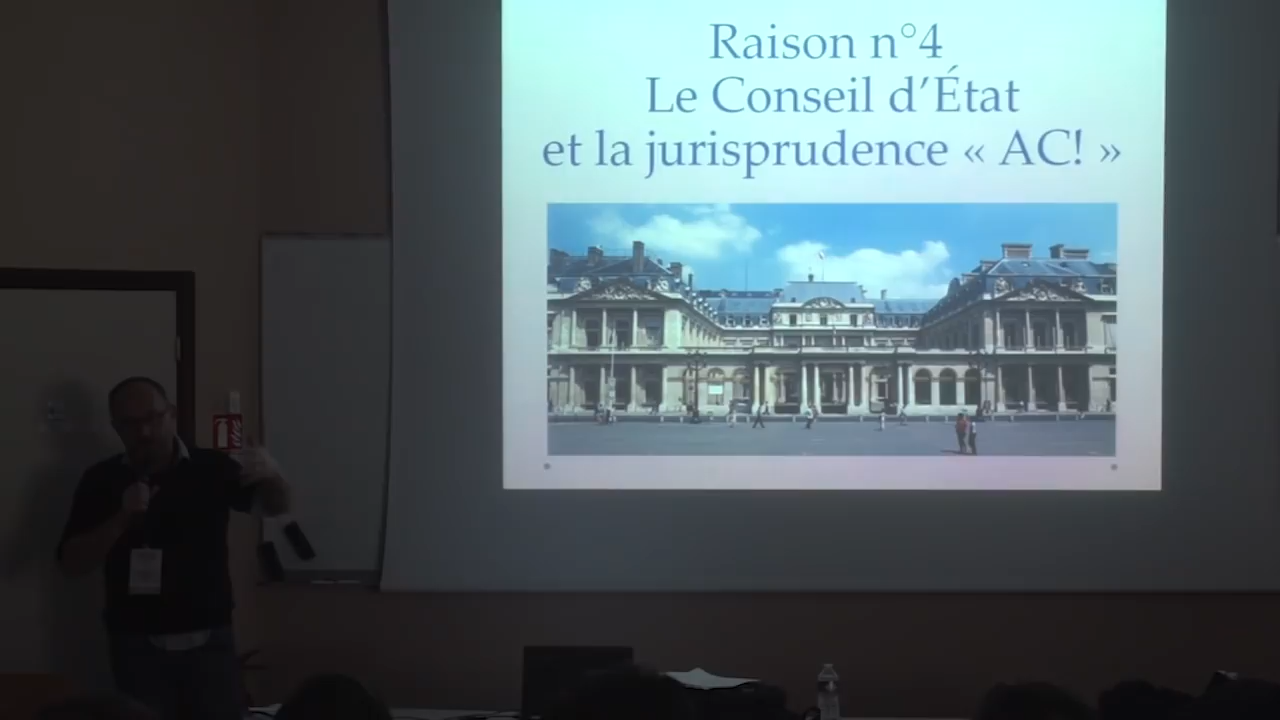 Raison n°4
Le Conseil d’État
et la jurisprudence « AC! »